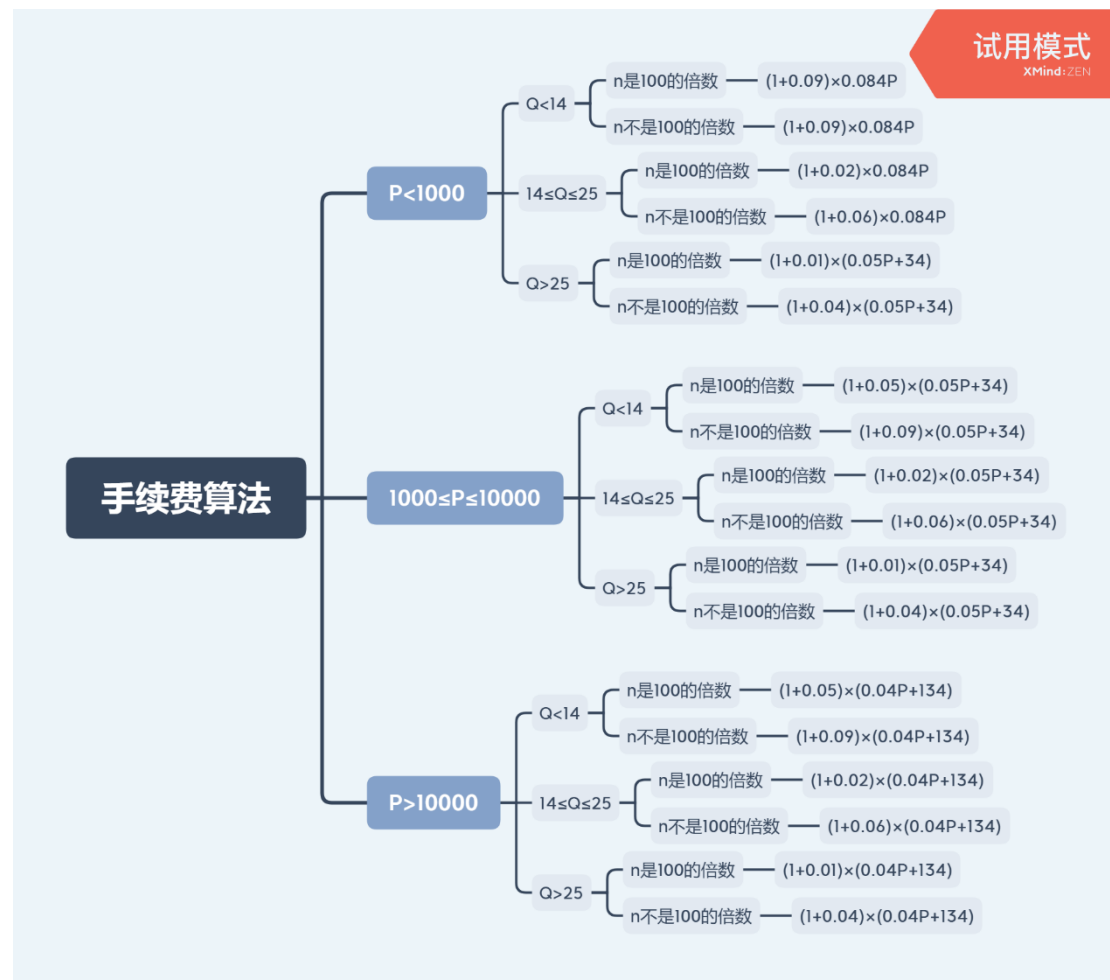 试用模式
XMind:ZEN
手续费算法
P<1000
Q<14
n是100的倍数
(1+0.09)×0.084P
n不是100的倍数
(1+0.09)×0.084P
14≤Q≤25
n是100的倍数
(1+0.02)×0.084P
n不是100的倍数
(1+0.06)×0.084P
Q>25
n是100的倍数
(1+0.01)×(0.05P+34)
n不是100的倍数
(1+0.04)×(0.05P+34)
1000≤P≤10000
Q<14
n是100的倍数
(1+0.05)×(0.05P+34)
n不是100的倍数
(1+0.09)×(0.05P+34)
14≤Q≤25
n是100的倍数
(1+0.02)×(0.05P+34)
n不是100的倍数
(1+0.06)×(0.05P+34)
Q>25
n是100的倍数
(1+0.01)×(0.05P+34)
n不是100的倍数
(1+0.04)×(0.05P+34)
P>10000
Q<14
n是100的倍数
(1+0.05)×(0.04P+134)
n不是100的倍数
(1+0.09)×(0.04P+134)
14≤Q≤25
n是100的倍数
(1+0.02)×(0.04P+134)
n不是100的倍数
(1+0.06)×(0.04P+134)
Q>25
n是100的倍数
(1+0.01)×(0.04P+134)
n不是100的倍数
(1+0.04)×(0.04P+134)